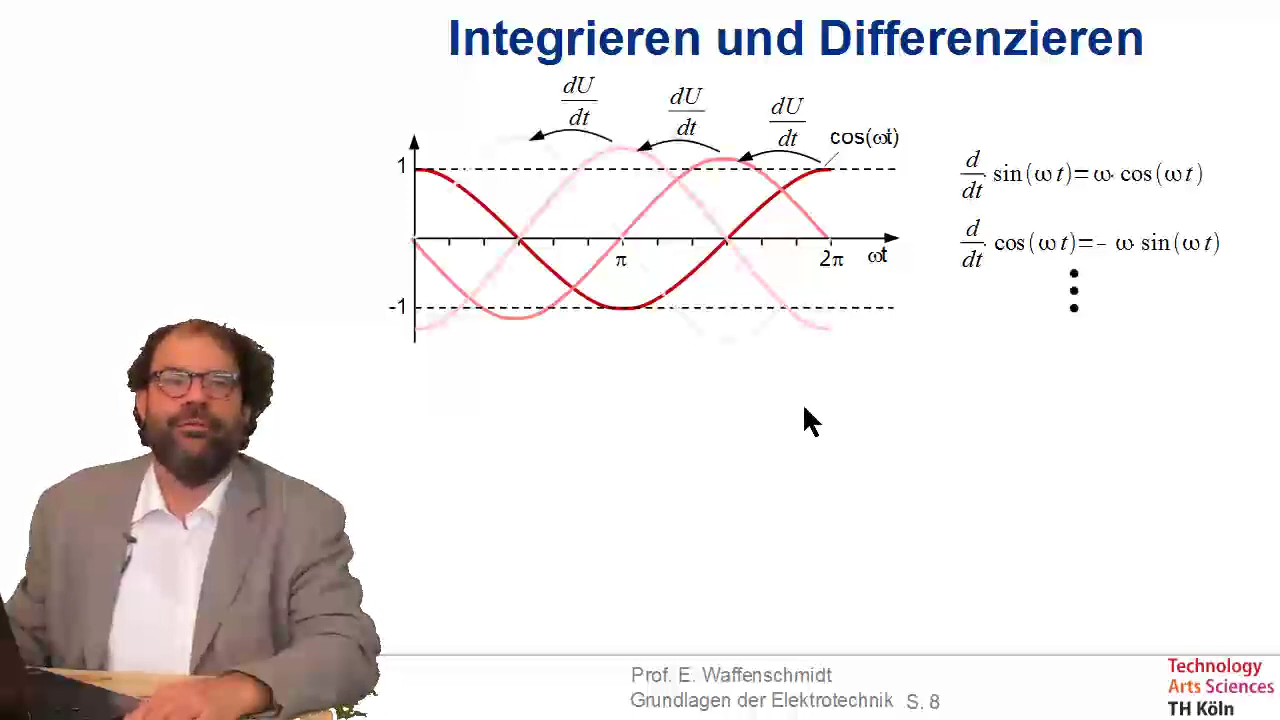 Integrieren und Differenzieren
dU/dt dU/dt dU/dt
cos(ωt)
1
-1
π 2π ωt
d/dt sin(ωt)=ω· cos(ωt)
d/dt cos(ωt)=– ω· sin(ωt)
Prof. E. Waffenschmidt
Grundlagen der Elektrotechnik S. 8
Technology
Arts Sciences
TH Köln